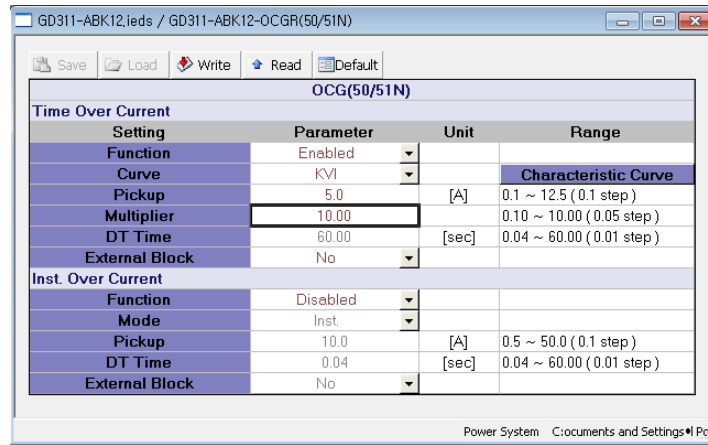 GD311-ABK12,ieds / GD311-ABK12-OCGR(50/51N)
Save Load Write Read Default
OCG(50/51N)
Time Over Current
Setting Parameter Unit Range
Function Enabled
Curve KVI Characteristic Curve
Pickup 5.0 [A] 0.1 ~ 12.5 ( 0.1 step )
Multiplier 10.00 0.10 ~ 10.00 ( 0.05 step )
DT Time 60.00 [sec] 0.04 ~ 60.00 ( 0.01 step )
External Block No
Inst. Over Current
Function Disabled
Mode Inst.
Pickup 10.0 [A] 0.5 ~ 50.0 ( 0.1 step )
DT Time 0.04 [sec] 0.04 ~ 60.00 ( 0.01 step )
External Block No
Power System C:ocuments and Settings